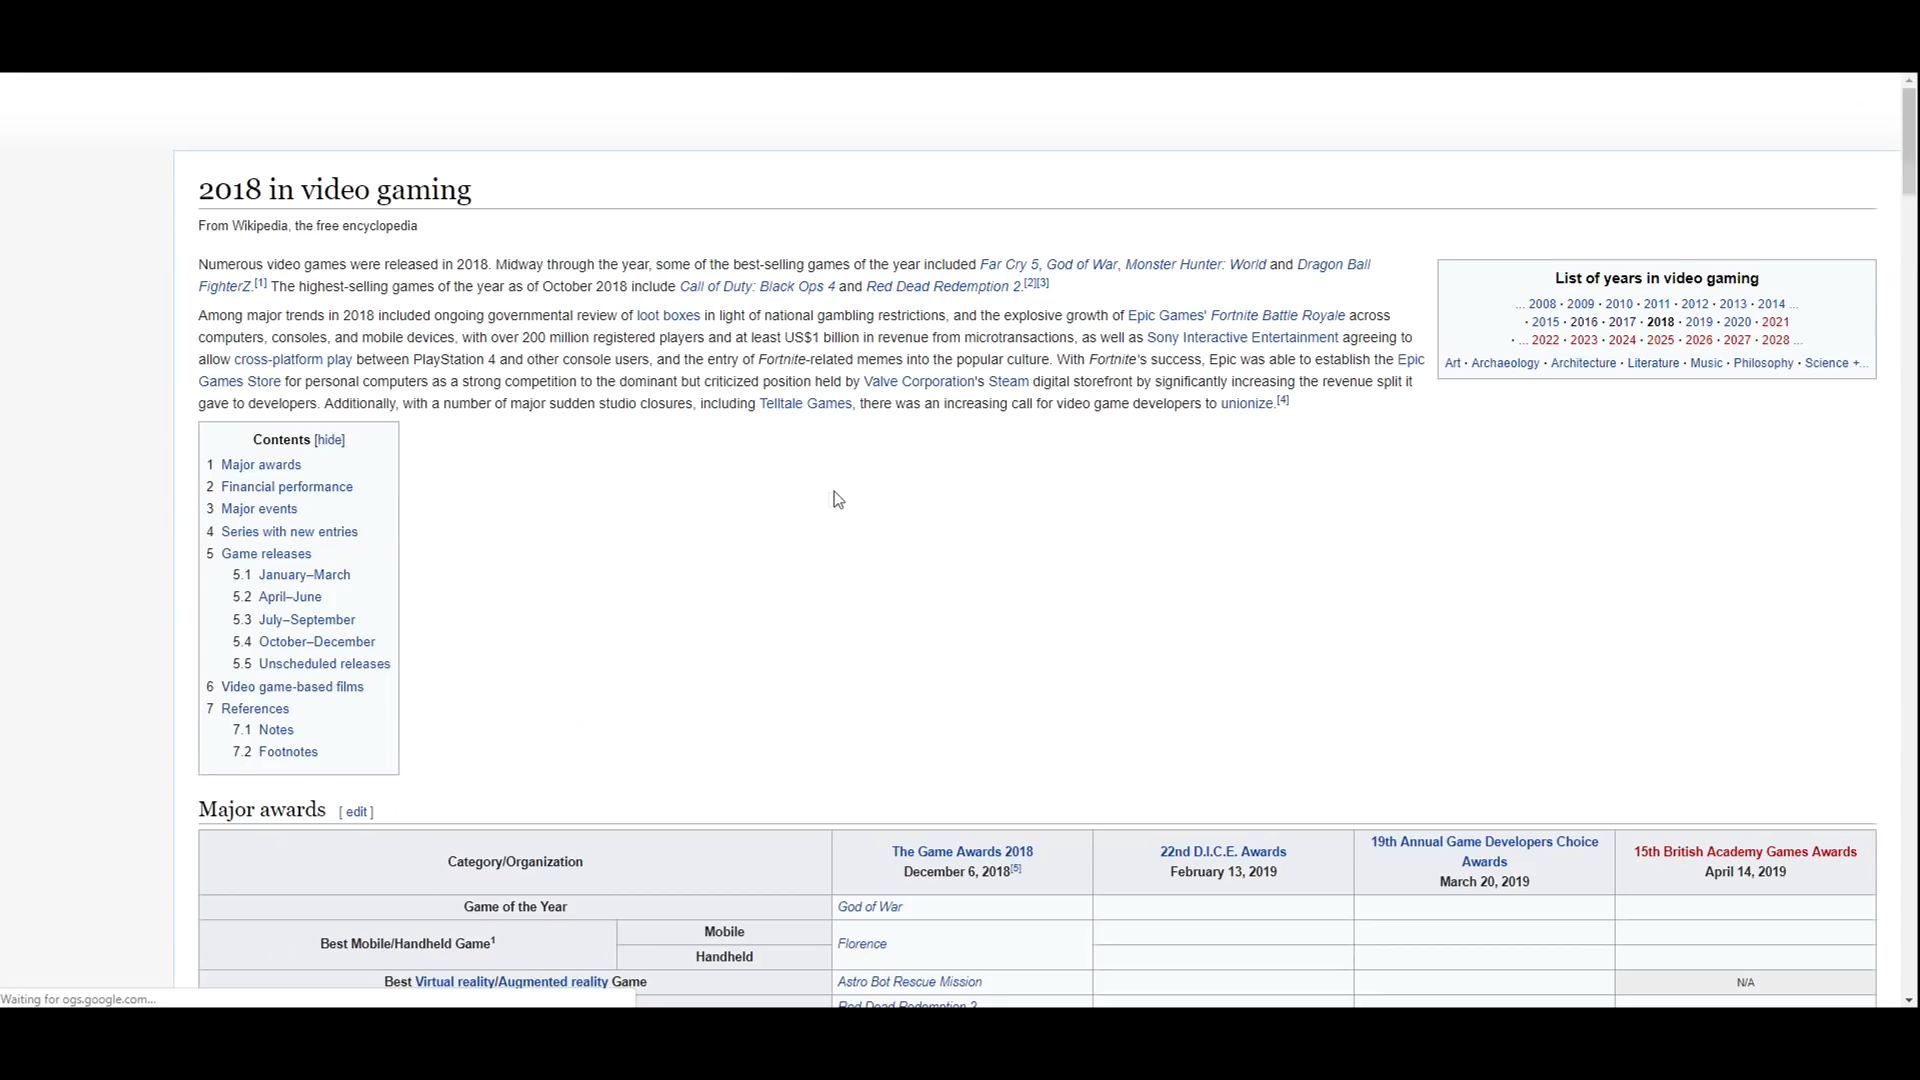 2018 in video gaming
From Wikipedia, the free encyclopedia
Numerous video games were released in 2018. Midway through the year, some of the best-selling games of the year included Far Cry 5, God of War, Monster Hunter: World and Dragon Ball
FighterZ.[1] The highest-selling games of the year as of October 2018 include Call of Duty: Black Ops 4 and Red Dead Redemption 2.[2][3]
Among major trends in 2018 included ongoing governmental review of loot boxes in light of national gambling restrictions, and the explosive growth of Epic Games' Fortnite Battle Royale across
computers, consoles, and mobile devices, with over 200 million registered players and at least US$1 billion in revenue from microtransactions, as well as Sony Interactive Entertainment agreeing to
allow cross-platform play between PlayStation 4 and other console users, and the entry of Fortnite-related memes into the popular culture. With Fortnite's success, Epic was able to establish the Epic
Games Store for personal computers as a strong competition to the dominant but criticized position held by Valve Corporation's Steam digital storefront by significantly increasing the revenue split it
gave to developers. Additionally, with a number of major sudden studio closures, including Telltale Games, there was an increasing call for video game developers to unionize.[4]
List of years in video gaming
... 2008 · 2009 · 2010 · 2011 · 2012 · 2013 · 2014 ...
· 2015 · 2016 · 2017 · 2018 · 2019 · 2020 · 2021
· ... 2022 · 2023 · 2024 · 2025 · 2026 · 2027 · 2028 ...
Art · Archaeology · Architecture · Literature · Music · Philosophy · Science +...
Contents [hide]
1 Major awards
2 Financial performance
3 Major events
4 Series with new entries
5 Game releases
5.1 January–March
5.2 April–June
5.3 July–September
5.4 October–December
5.5 Unscheduled releases
6 Video game-based films
7 References
7.1 Notes
7.2 Footnotes
Major awards [ edit ]
Category/Organization
The Game Awards 2018
December 6, 2018[5]
22nd D.I.C.E. Awards
February 13, 2019
19th Annual Game Developers Choice
Awards
March 20, 2019
15th British Academy Games Awards
April 14, 2019
Game of the Year
God of War
Best Mobile/Handheld Game1
Mobile
Handheld
Florence
Best Virtual reality/Augmented reality Game
Astro Bot Rescue Mission
N/A
Red Dead Redemption 2
Waiting for ogs.google.com...